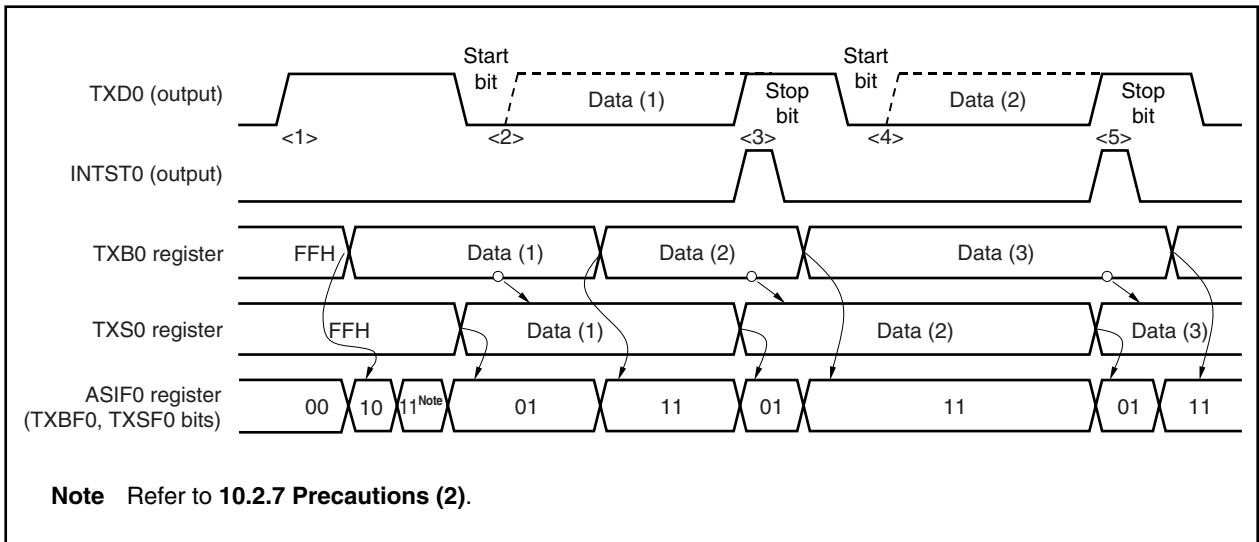 Start bit
Start bit
TXD0 (output)
Data (1)
Stop bit
Data (2)
Stop bit
<1>
<2>
<3>
<4>
<5>
INTST0 (output)
TXB0 register
FFH
Data (1)
Data (2)
Data (3)
TXS0 register
FFH
Data (1)
Data (2)
Data (3)
ASIF0 register
(TXBF0, TXSF0 bits)
00
10
11Note
01
11
01
11
01
11
Note Refer to 10.2.7 Precautions (2).